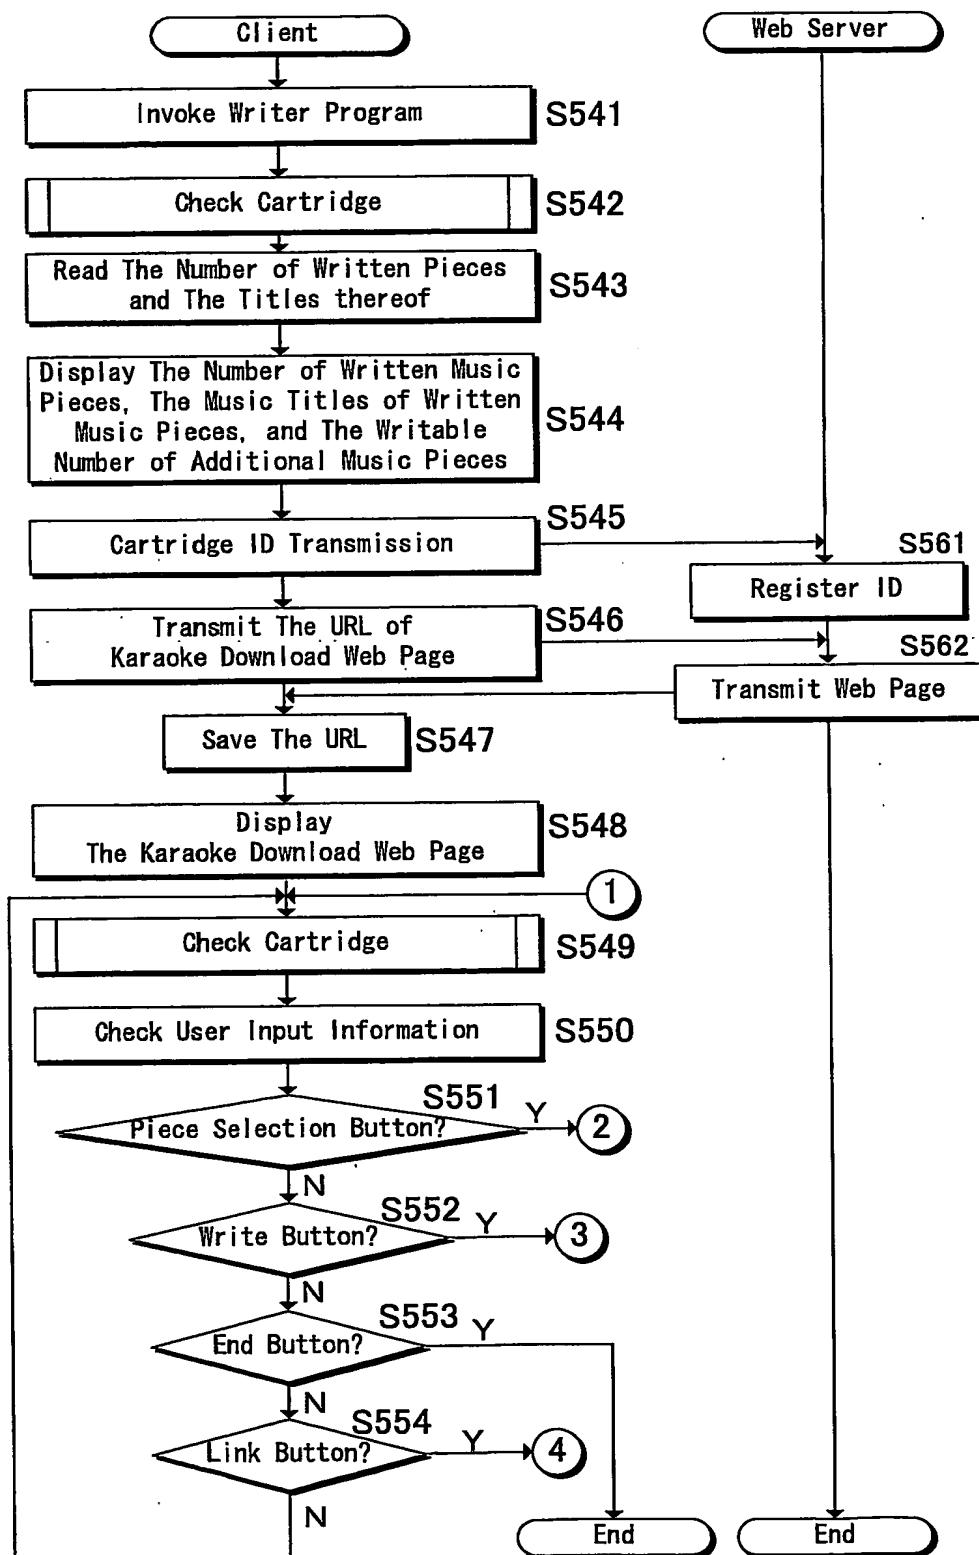 Client
Web Server
Invoke Writer Program
S541
Check Cartridge
S542
Read The Number of Written Pieces
and The Titles thereof
S543
Display The Number of Written Music
Pieces, The Music Titles of Written
Music Pieces, and The Writable
Number of Additional Music Pieces
S544
S545
Cartridge ID Transmission
S561
Register ID
S546
Transmit The URL of
Karaoke Download Web Page
S562
Transmit Web Page
Save The URL
S547
Display
The Karaoke Download Web Page
S548
1
Check Cartridge
S549
Check User Input Information
S550
S551
Piece Selection Button?
Y
2
N
S552
Write Button?
Y
3
N
S553
End Button?
Y
N
S554
Link Button?
Y
4
N
End
End